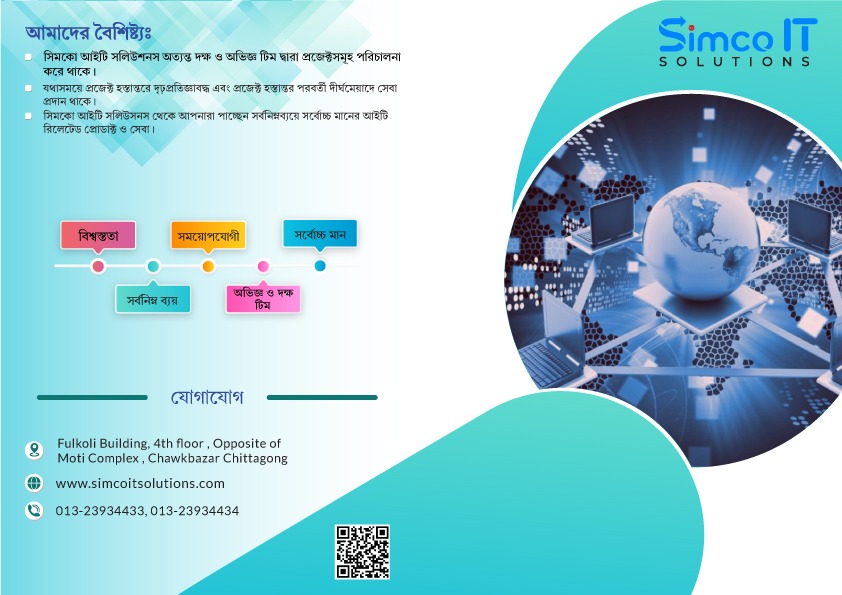 আমাদের বৈশিষ্ট্যঃ
সিমকো আইটি সলিউশনস অত্যন্ত দক্ষ ও অভিজ্ঞ টিম দ্বারা প্রজেক্টসমূহ পরিচালনা
করে থাকে।
যথাসময়ে প্রজেক্ট হস্তান্তরে দৃঢ়প্রতিজ্ঞাবদ্ধ এবং প্রজেক্ট হস্তান্তর পরবর্তী দীর্ঘমেয়াদে সেবা
প্রদান থাকে।
সিমকো আইটি সলিউসনস থেকে আপনারা পাচ্ছেন সর্বনিম্নব্যয়ে সর্বোচ্চ মানের আইটি
রিলেটেড প্রোডাক্ট ও সেবা।
বিশ্বস্ততা
সময়োপযোগী
সর্বোচ্চ মান
সর্বনিম্ন ব্যয়
অভিজ্ঞ ও দক্ষ
টিম
যোগাযোগ
Fulkoli Building, 4th floor , Opposite of
Moti Complex , Chawkbazar Chittagong
www.simcoitsolutions.com
013-23934433, 013-23934434
Simco IT
SOLUTIONS